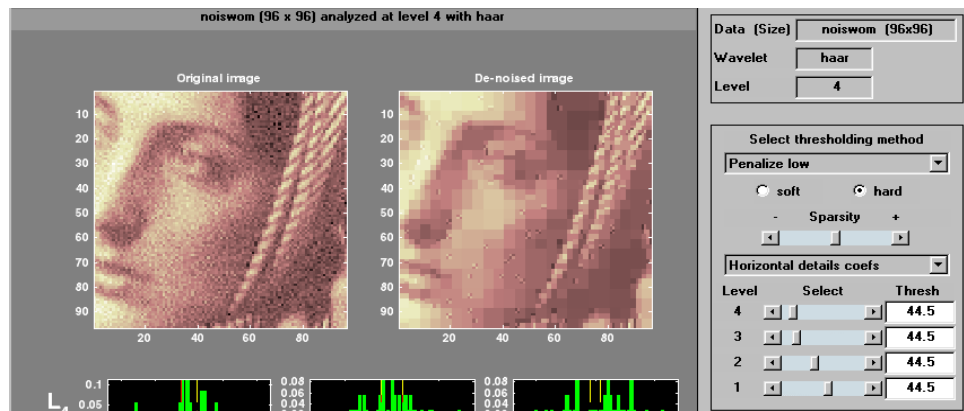 noiswom (96 x 96) analyzed at level 4 with haar
Original image
De-noised image
10
20
30
40
50
60
70
80
90
20
40
60
80
10
20
30
40
50
60
70
80
90
20
40
60
80
0.1
0.05
L4
0.08
0.06
0.04
0.02
0.08
0.06
0.04
0.02
Data (Size)
noiswom (96x96)
Wavelet
haar
Level
4
Select thresholding method
Penalize low
soft
hard
- Sparsity +
Horizontal details coefs
Level Select Thresh
4 44.5
3 44.5
2 44.5
1 44.5